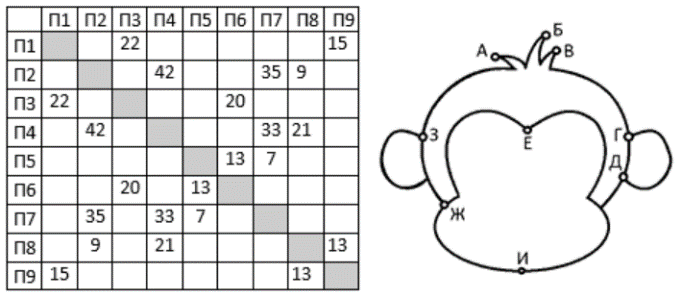 П1 П2 П3 П4 П5 П6 П7 П8 П9
П1 22 15
П2 42 35 9
П3 22 20
П4 42 33 21
П5 13 7
П6 20 13
П7 35 33 7
П8 9 21 13
П9 15 13
Б
А В
З Е Г
Д
Ж
И